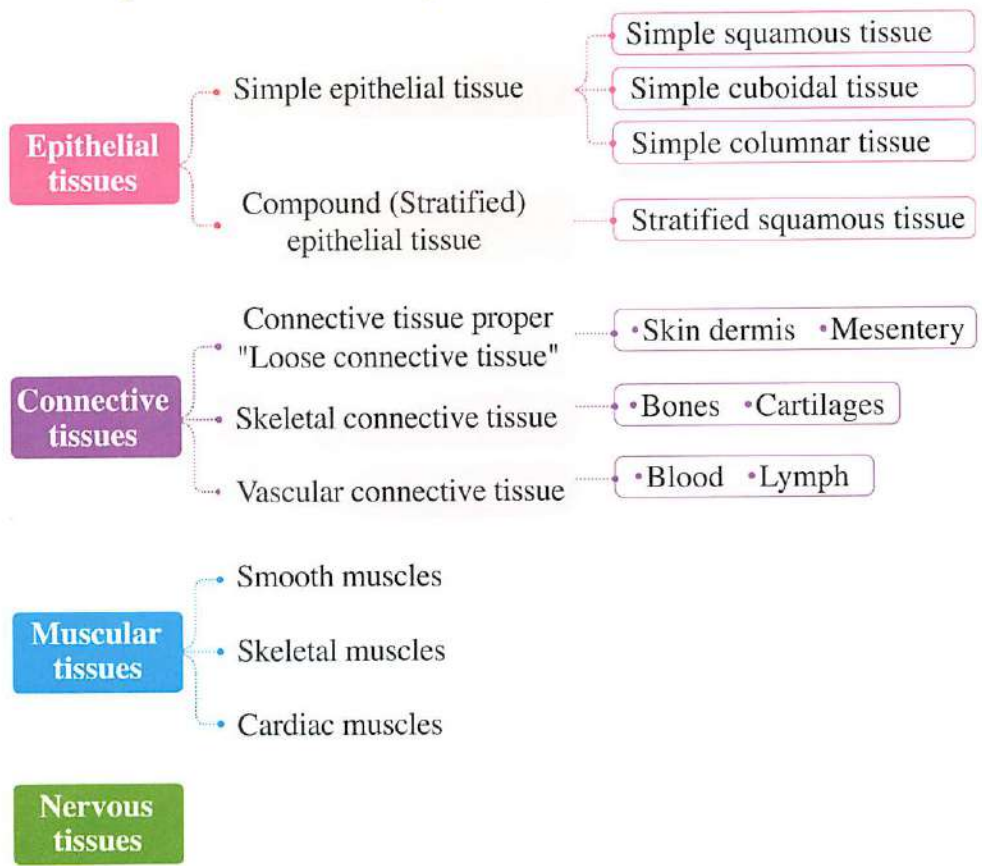 Epithelial
tissues
Simple epithelial tissue
Simple squamous tissue
Simple cuboidal tissue
Simple columnar tissue
Compound (Stratified)
epithelial tissue
Stratified squamous tissue
Connective
tissues
Connective tissue proper
"Loose connective tissue"
•Skin dermis •Mesentery
Skeletal connective tissue
•Bones •Cartilages
Vascular connective tissue
•Blood •Lymph
Muscular
tissues
Smooth muscles
Skeletal muscles
Cardiac muscles
Nervous
tissues